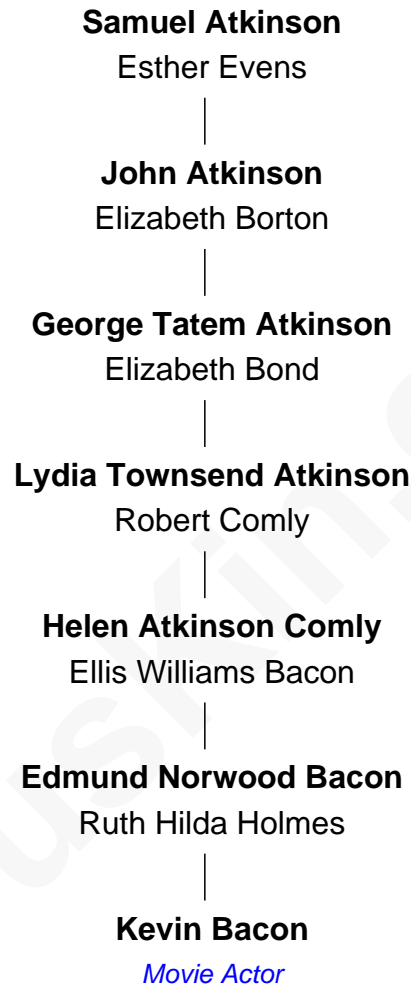 Samuel Atkinson
Esther Evens
John Atkinson
Elizabeth Borton
George Tatem Atkinson
Elizabeth Bond
Lydia Townsend Atkinson
Robert Comly
Helen Atkinson Comly
Ellis Williams Bacon
Edmund Norwood Bacon
Ruth Hilda Holmes
Kevin Bacon
Movie Actor